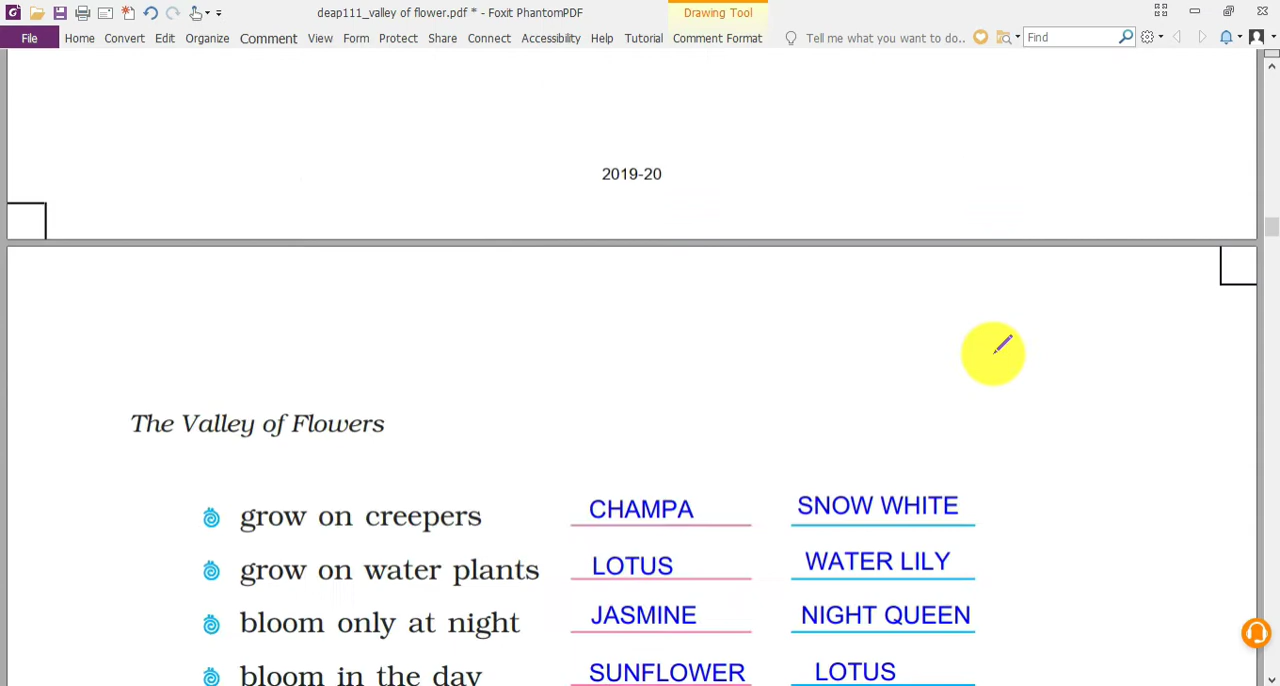 deap111_valley of flower.pdf * - Foxit PhantomPDF
Drawing Tool
File Home Convert Edit Organize Comment View Form Protect Share Connect Accessibility Help Tutorial Comment Format Tell me what you want to do.. Find
2019-20
The Valley of Flowers
grow on creepers CHAMPA SNOW WHITE
grow on water plants LOTUS WATER LILY
bloom only at night JASMINE NIGHT QUEEN
bloom in the day SUNFLOWER LOTUS